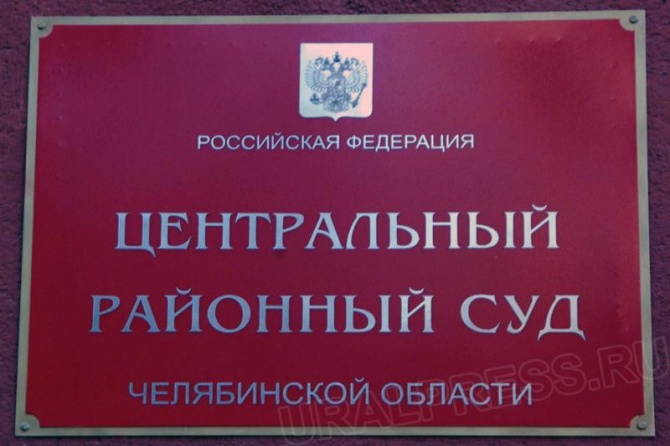 РОССИЙСКАЯ ФЕДЕРАЦИЯ
ЦЕНТРАЛЬНЫЙ
РАЙОННЫЙ СУД
ЧЕЛЯБИНСКОЙ ОБЛАСТИ
URALPRESS.RU